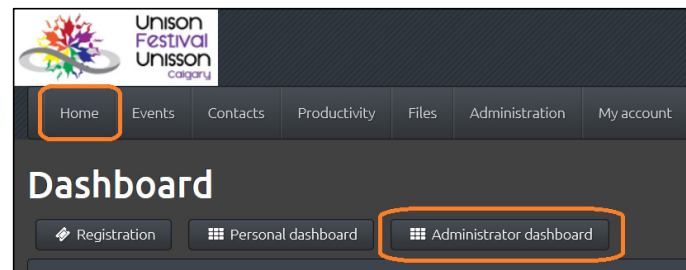 Unison
Festival
Unisson
Calgary
Home Events Contacts Productivity Files Administration My account
Dashboard
Registration Personal dashboard Administrator dashboard